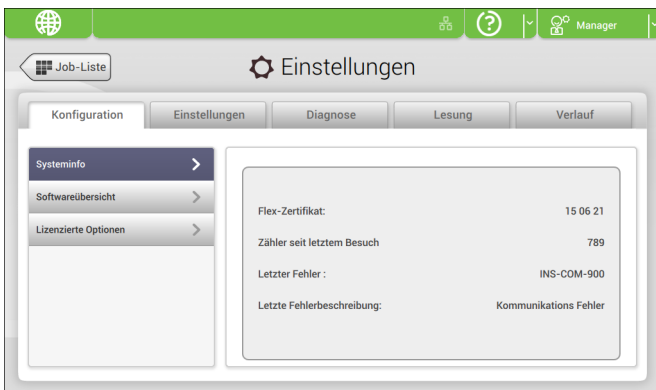 Manager
Job-Liste
Einstellungen
Konfiguration Einstellungen Diagnose Lesung Verlauf
Systeminfo
Softwareübersicht
Lizenzierte Optionen
Flex-Zertifikat: 15 06 21
Zähler seit letztem Besuch 789
Letzter Fehler : INS-COM-900
Letzte Fehlerbeschreibung: Kommunikations Fehler